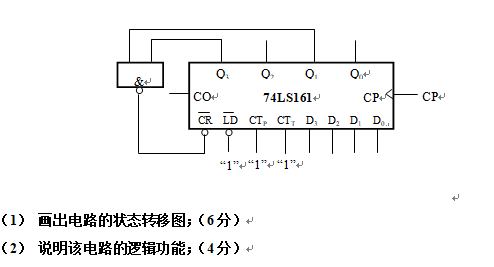 &
Q₃ Q₂ Q₁ Q₀
CO 74LS161 CP CP
CR LD CTP CTT D₃ D₂ D₁ D₀
“1” “1” “1”
（1） 画出电路的状态转移图；（6分）
（2） 说明该电路的逻辑功能；（4分）